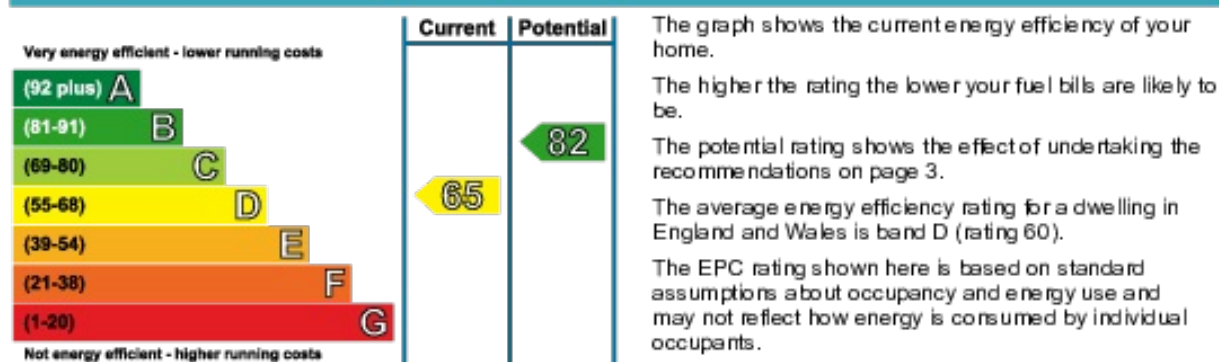 Current Potential
Very energy efficient - lower running costs
(92 plus) A
(81-91) B
(69-80) C
(55-68) D
(39-54) E
(21-38) F
(1-20) G
Not energy efficient - higher running costs
65
82
The graph shows the current energy efficiency of your
home.
The higher the rating the lower your fuel bills are likely to
be.
The potential rating shows the effect of undertaking the
recommendations on page 3.
The average energy efficiency rating for a dwelling in
England and Wales is band D (rating 60).
The EPC rating shown here is based on standard
assumptions about occupancy and energy use and
may not reflect how energy is consumed by individual
occupants.